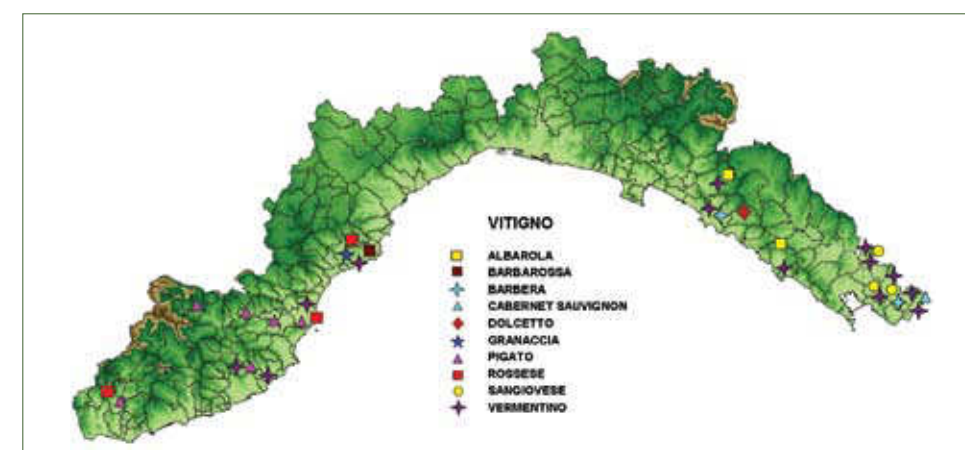 VITIGNO
ALBAROLA
BARBAROSSA
BARBERA
CABERNET SAUVIGNON
DOLCETTO
GRANACCIA
PIGATO
ROSSESE
SANGIOVESE
VERMENTINO